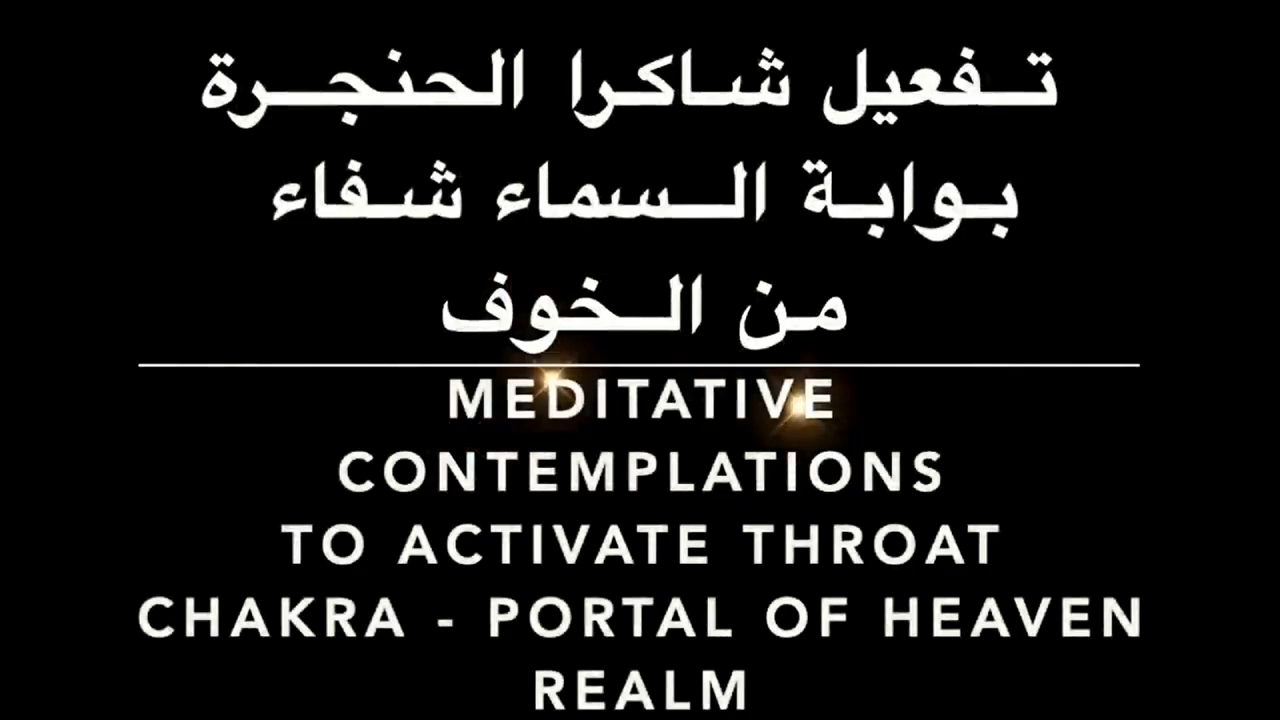 تفعيل شاكرا الحنجرة
بوابة السماء شفاء
من الخوف
MEDITATIVE
CONTEMPLATIONS
TO ACTIVATE THROAT
CHAKRA - PORTAL OF HEAVEN
REALM